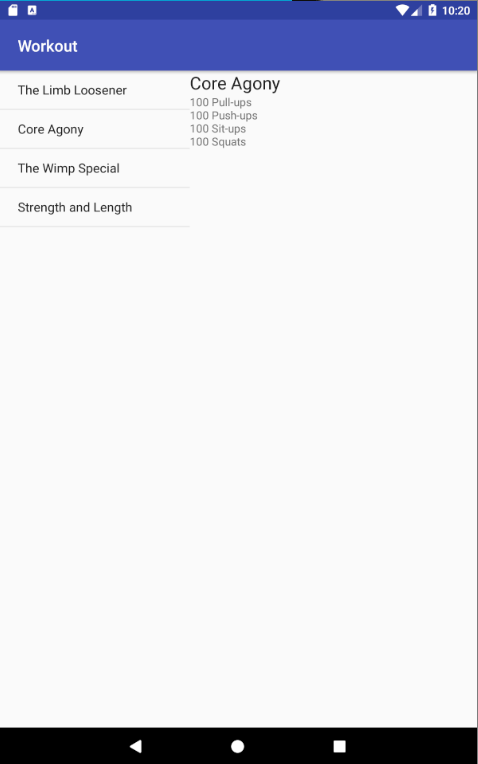 10:20
Workout
The Limb Loosener
Core Agony
The Wimp Special
Strength and Length
Core Agony
100 Pull-ups
100 Push-ups
100 Sit-ups
100 Squats